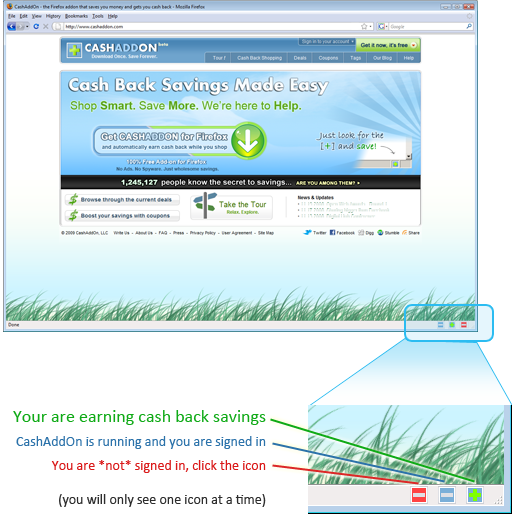 CashAddOn - the Firefox addon that saves you money and gets you cash back - Mozilla Firefox
File Edit View History Bookmarks Tools Help
http://www.cashaddon.com
Google
Sign in to your account
CASHADDON beta
Download Once. Save Forever.
Get it now, it's free
Tour! Cash Back Shopping Deals Coupons Tags Our Blog Help
Cash Back Savings Made Easy
Shop Smart. Save More. We're here to Help.
Get CASHADDON for Firefox
and automatically earn cash back while you shop
Just look for the
[+] and save!
100% Free Add-on for Firefox
No Ads. No Spyware. Just wholesome savings.
1,245,127 people know the secret to savings... ARE YOU AMONG THEM?
Browse through the current deals
Boost your savings with coupons
Take the Tour
Relax, Explore.
News & Updates
© 2009 CashAddOn, LLC Write Us - About Us - FAQ - Press - Privacy Policy - User Agreement - Site Map
Twitter Facebook Digg Stumble Share
Done
Your are earning cash back savings
CashAddOn is running and you are signed in
You are *not* signed in, click the icon
(you will only see one icon at a time)